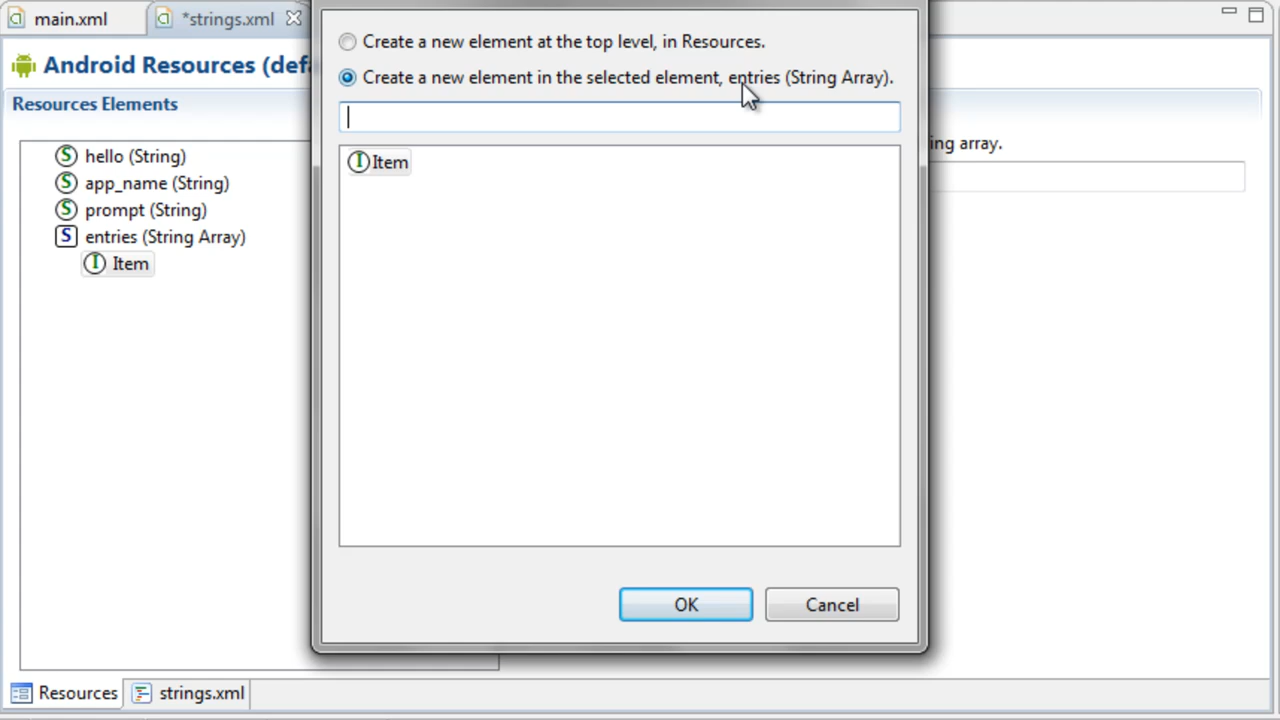 main.xml
*strings.xml
Android Resources (defa
Resources Elements
S hello (String)
S app_name (String)
S prompt (String)
S entries (String Array)
I Item
Create a new element at the top level, in Resources.
Create a new element in the selected element, entries (String Array).
I Item
OK
Cancel
ing array.
Resources
strings.xml